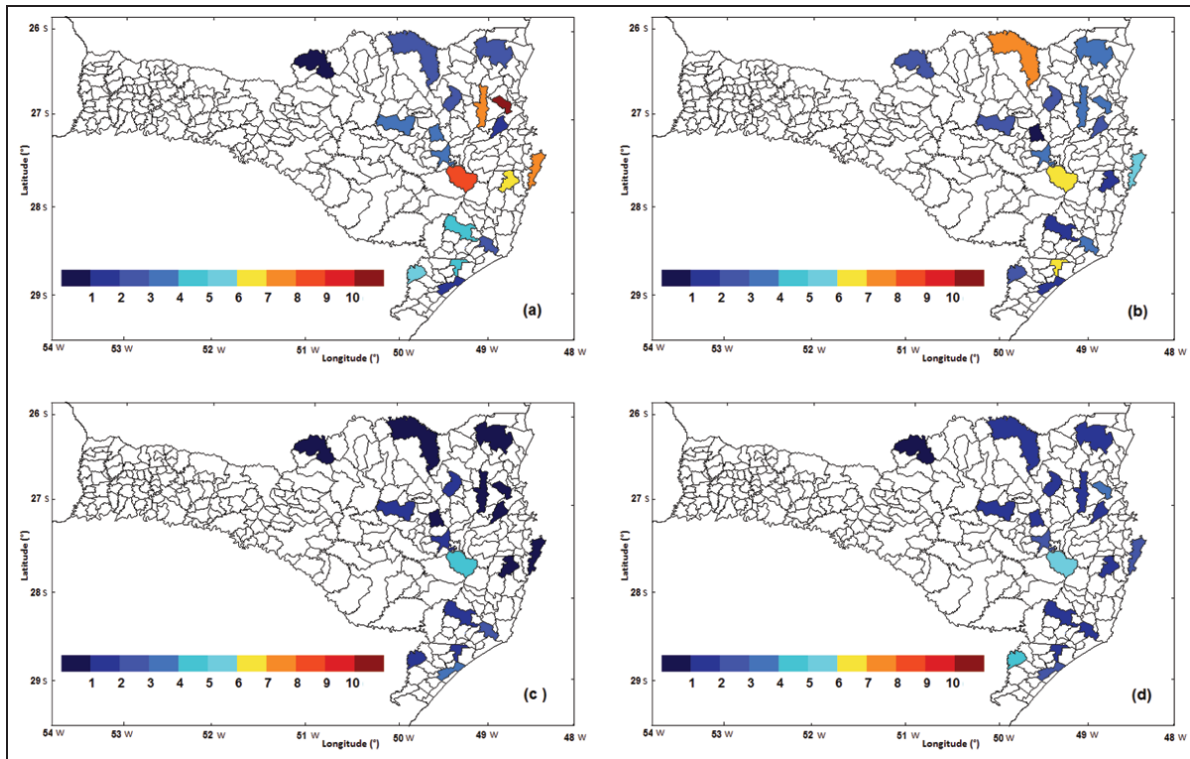 26 S
27 S
28 S
29 S
Latitude (°)
1 2 3 4 5 6 7 8 9 10
(a)
54 W 53 W 52 W 51 W 50 W 49 W 48 W
Longitude (°)
26 S
27 S
28 S
29 S
Latitude (°)
1 2 3 4 5 6 7 8 9 10
(b)
54 W 53 W 52 W 51 W 50 W 49 W 48 W
Longitude (°)
26 S
27 S
28 S
29 S
Latitude (°)
1 2 3 4 5 6 7 8 9 10
(c)
54 W 53 W 52 W 51 W 50 W 49 W 48 W
Longitude (°)
26 S
27 S
28 S
29 S
Latitude (°)
1 2 3 4 5 6 7 8 9 10
(d)
54 W 53 W 52 W 51 W 50 W 49 W 48 W
Longitude (°)